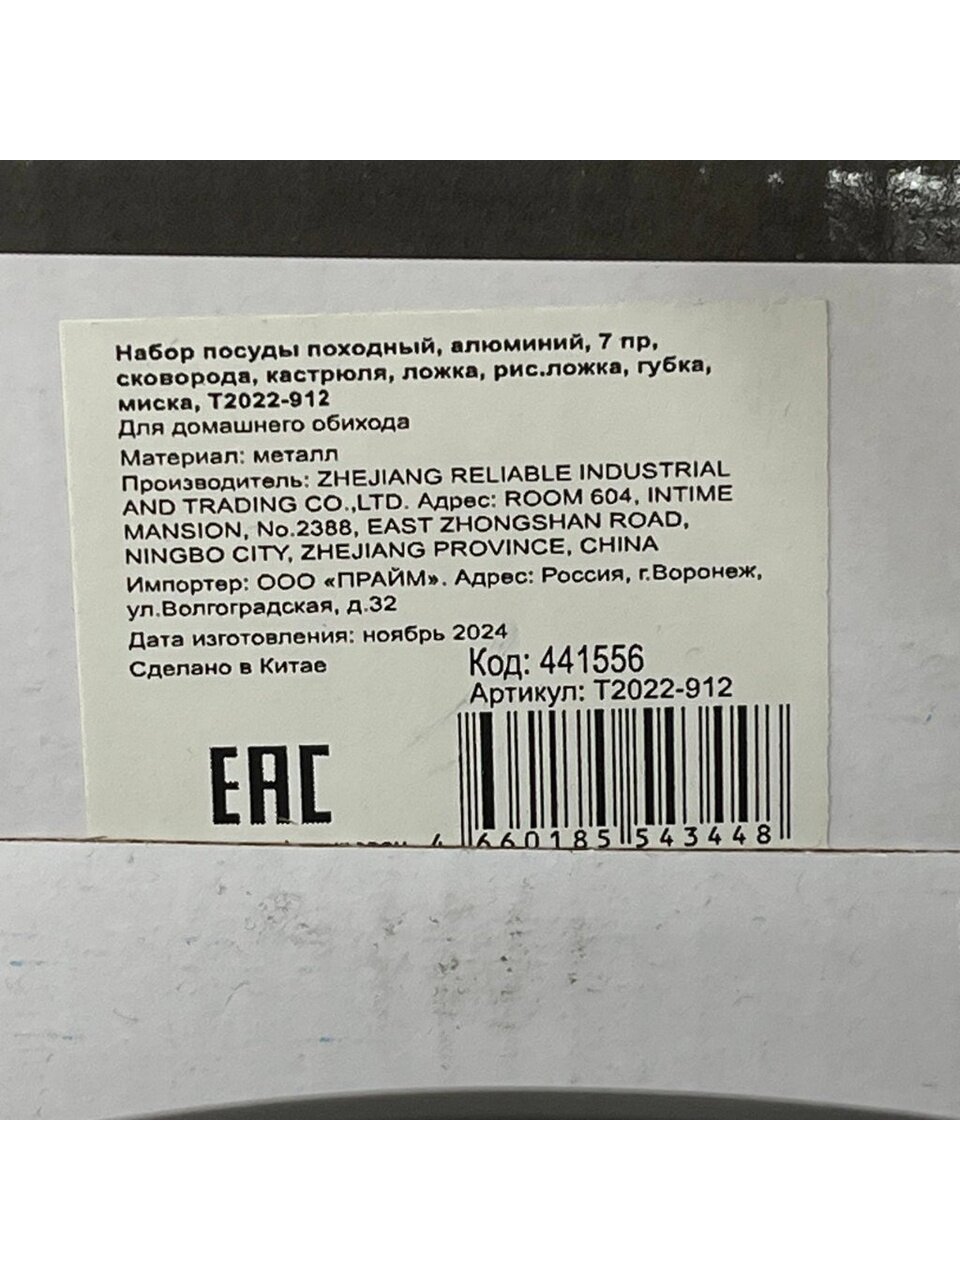 Набор посуды походный, алюминий, 7 пр,
сковорода, кастрюля, ложка, рис.ложка, губка,
миска, Т2022-912
Для домашнего обихода
Материал: металл
Производитель: ZHEJIANG RELIABLE INDUSTRIAL
AND TRADING CO.,LTD. Адрес: ROOM 604, INTIME
MANSION, No.2388, EAST ZHONGSHAN ROAD,
NINGBO CITY, ZHEJIANG PROVINCE, CHINA
Импортер: ООО «ПРАЙМ». Адрес: Россия, г.Воронеж,
ул.Волгоградская, д.32
Дата изготовления: ноябрь 2024
Сделано в Китае
Код: 441556
Артикул: Т2022-912
EAC
4 660185 543448